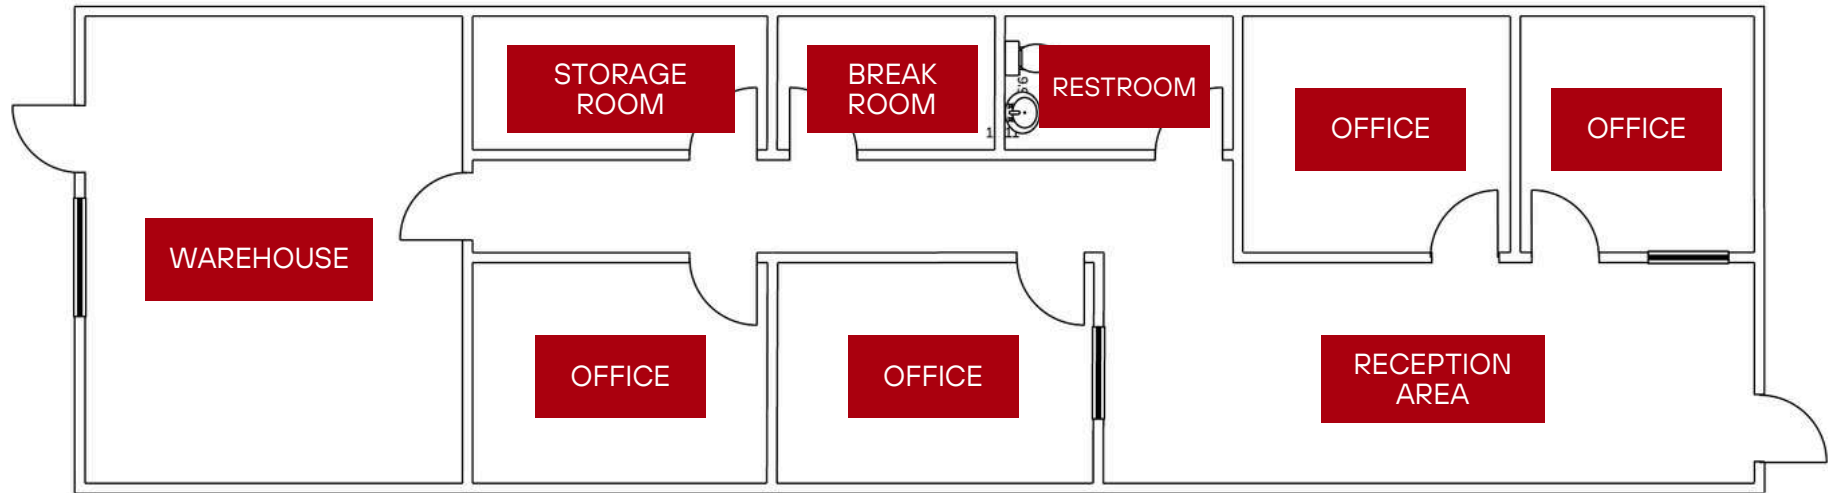 STORAGE
ROOM
BREAK
ROOM
RESTROOM
OFFICE
OFFICE
WAREHOUSE
OFFICE
OFFICE
RECEPTION
AREA